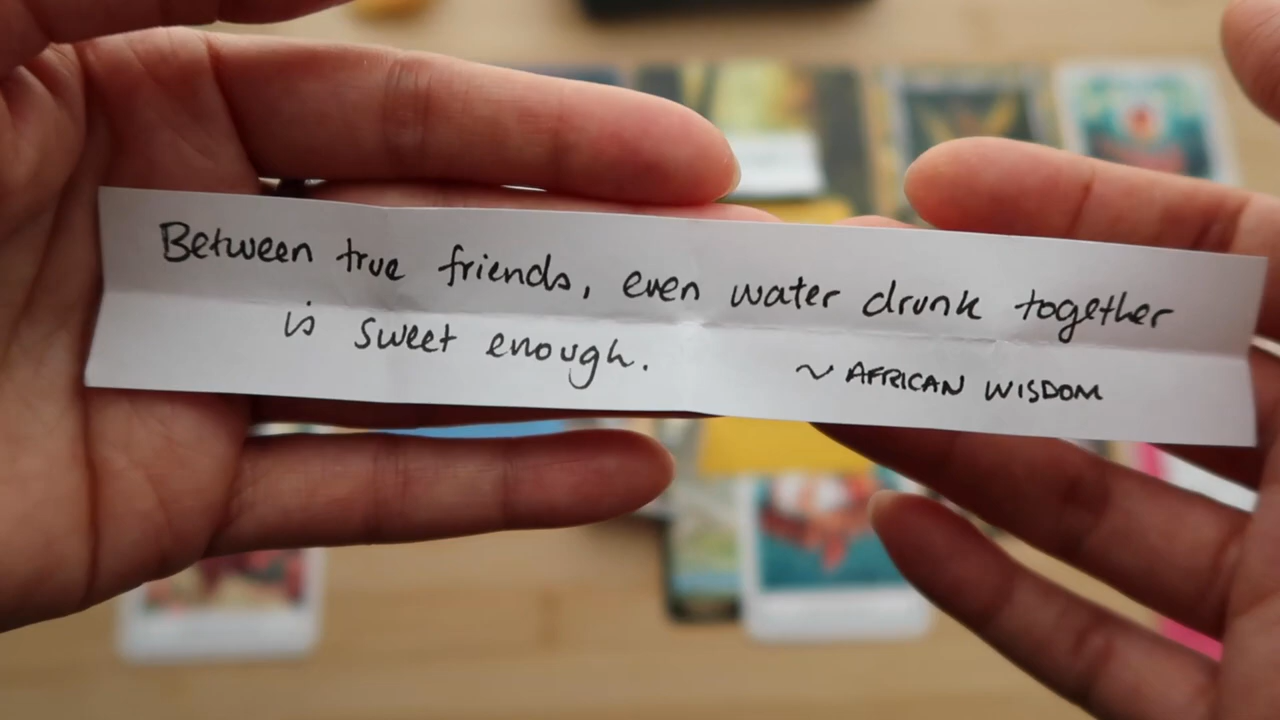 Between true friends, even water drunk together
is sweet enough.
~ AFRICAN WISDOM